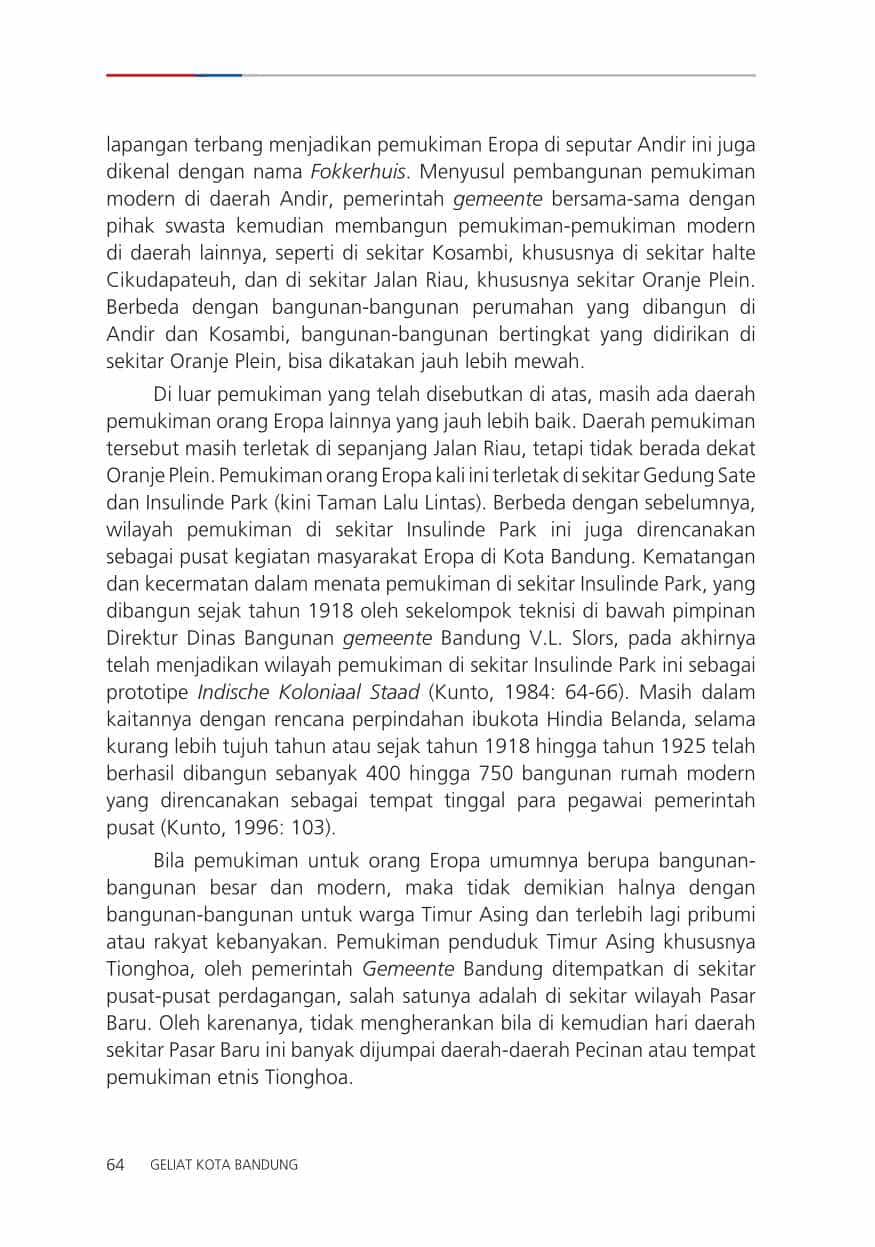 lapangan terbang menjadikan pemukiman Eropa di seputar Andir ini juga
dikenal dengan nama Fokkerhuis. Menyusul pembangunan pemukiman
modern di daerah Andir, pemerintah gemeente bersama-sama dengan
pihak swasta kemudian membangun pemukiman-pemukiman modern
di daerah lainnya, seperti di sekitar Kosambi, khususnya di sekitar halte
Cikudapateuh, dan di sekitar Jalan Riau, khususnya sekitar Oranje Plein.
Berbeda dengan bangunan-bangunan perumahan yang dibangun di
Andir dan Kosambi, bangunan-bangunan bertingkat yang didirikan di
sekitar Oranje Plein, bisa dikatakan jauh lebih mewah.
Di luar pemukiman yang telah disebutkan di atas, masih ada daerah
pemukiman orang Eropa lainnya yang jauh lebih baik. Daerah pemukiman
tersebut masih terletak di sepanjang Jalan Riau, tetapi tidak berada dekat
Oranje Plein. Pemukiman orang Eropa kali ini terletak di sekitar Gedung Sate
dan Insulinde Park (kini Taman Lalu Lintas). Berbeda dengan sebelumnya,
wilayah pemukiman di sekitar Insulinde Park ini juga direncanakan
sebagai pusat kegiatan masyarakat Eropa di Kota Bandung. Kematangan
dan kecermatan dalam menata pemukiman di sekitar Insulinde Park, yang
dibangun sejak tahun 1918 oleh sekelompok teknisi di bawah pimpinan
Direktur Dinas Bangunan gemeente Bandung V.L. Slors, pada akhirnya
telah menjadikan wilayah pemukiman di sekitar Insulinde Park ini sebagai
prototipe Indische Koloniaal Staad (Kunto, 1984: 64-66). Masih dalam
kaitannya dengan rencana perpindahan ibukota Hindia Belanda, selama
kurang lebih tujuh tahun atau sejak tahun 1918 hingga tahun 1925 telah
berhasil dibangun sebanyak 400 hingga 750 bangunan rumah modern
yang direncanakan sebagai tempat tinggal para pegawai pemerintah
pusat (Kunto, 1996: 103).
Bila pemukiman untuk orang Eropa umumnya berupa bangunan-
bangunan besar dan modern, maka tidak demikian halnya dengan
bangunan-bangunan untuk warga Timur Asing dan terlebih lagi pribumi
atau rakyat kebanyakan. Pemukiman penduduk Timur Asing khususnya
Tionghoa, oleh pemerintah Gemeente Bandung ditempatkan di sekitar
pusat-pusat perdagangan, salah satunya adalah di sekitar wilayah Pasar
Baru. Oleh karenanya, tidak mengherankan bila di kemudian hari daerah
sekitar Pasar Baru ini banyak dijumpai daerah-daerah Pecinan atau tempat
pemukiman etnis Tionghoa.
64 GELIAT KOTA BANDUNG